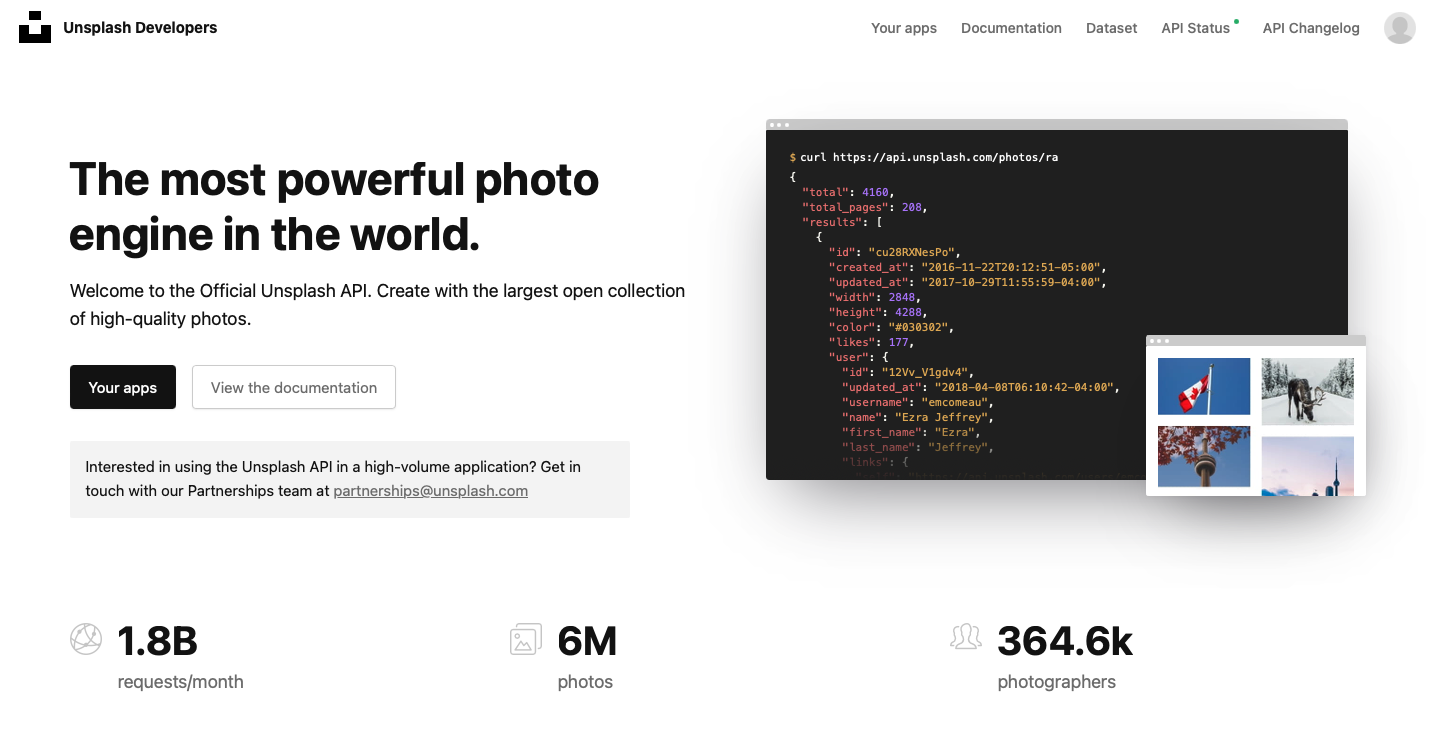 Unsplash Developers
Your apps
Documentation
Dataset
API Status
API Changelog
The most powerful photo
engine in the world.
Welcome to the Official Unsplash API. Create with the largest open collection
of high-quality photos.
Your apps
View the documentation
Interested in using the Unsplash API in a high-volume application? Get in
touch with our Partnerships team at partnerships@unsplash.com
$ curl https://api.unsplash.com/photos/ra
{
"total": 4160,
"total_pages": 208,
"results": [
{
"id": "cu28RXNesPo",
"created_at": "2016-11-22T20:12:51-05:00",
"updated_at": "2017-10-29T11:55:59-04:00",
"width": 2848,
"height": 4288,
"color": "#030302",
"likes": 177,
"user": {
"id": "12Vv_V1gdv4",
"updated_at": "2018-04-08T06:10:42-04:00",
"username": "emcomeau",
"name": "Ezra Jeffrey",
"first_name": "Ezra",
"last_name": "Jeffrey",
"links": {
1.8B
requests/month
6M
photos
364.6k
photographers